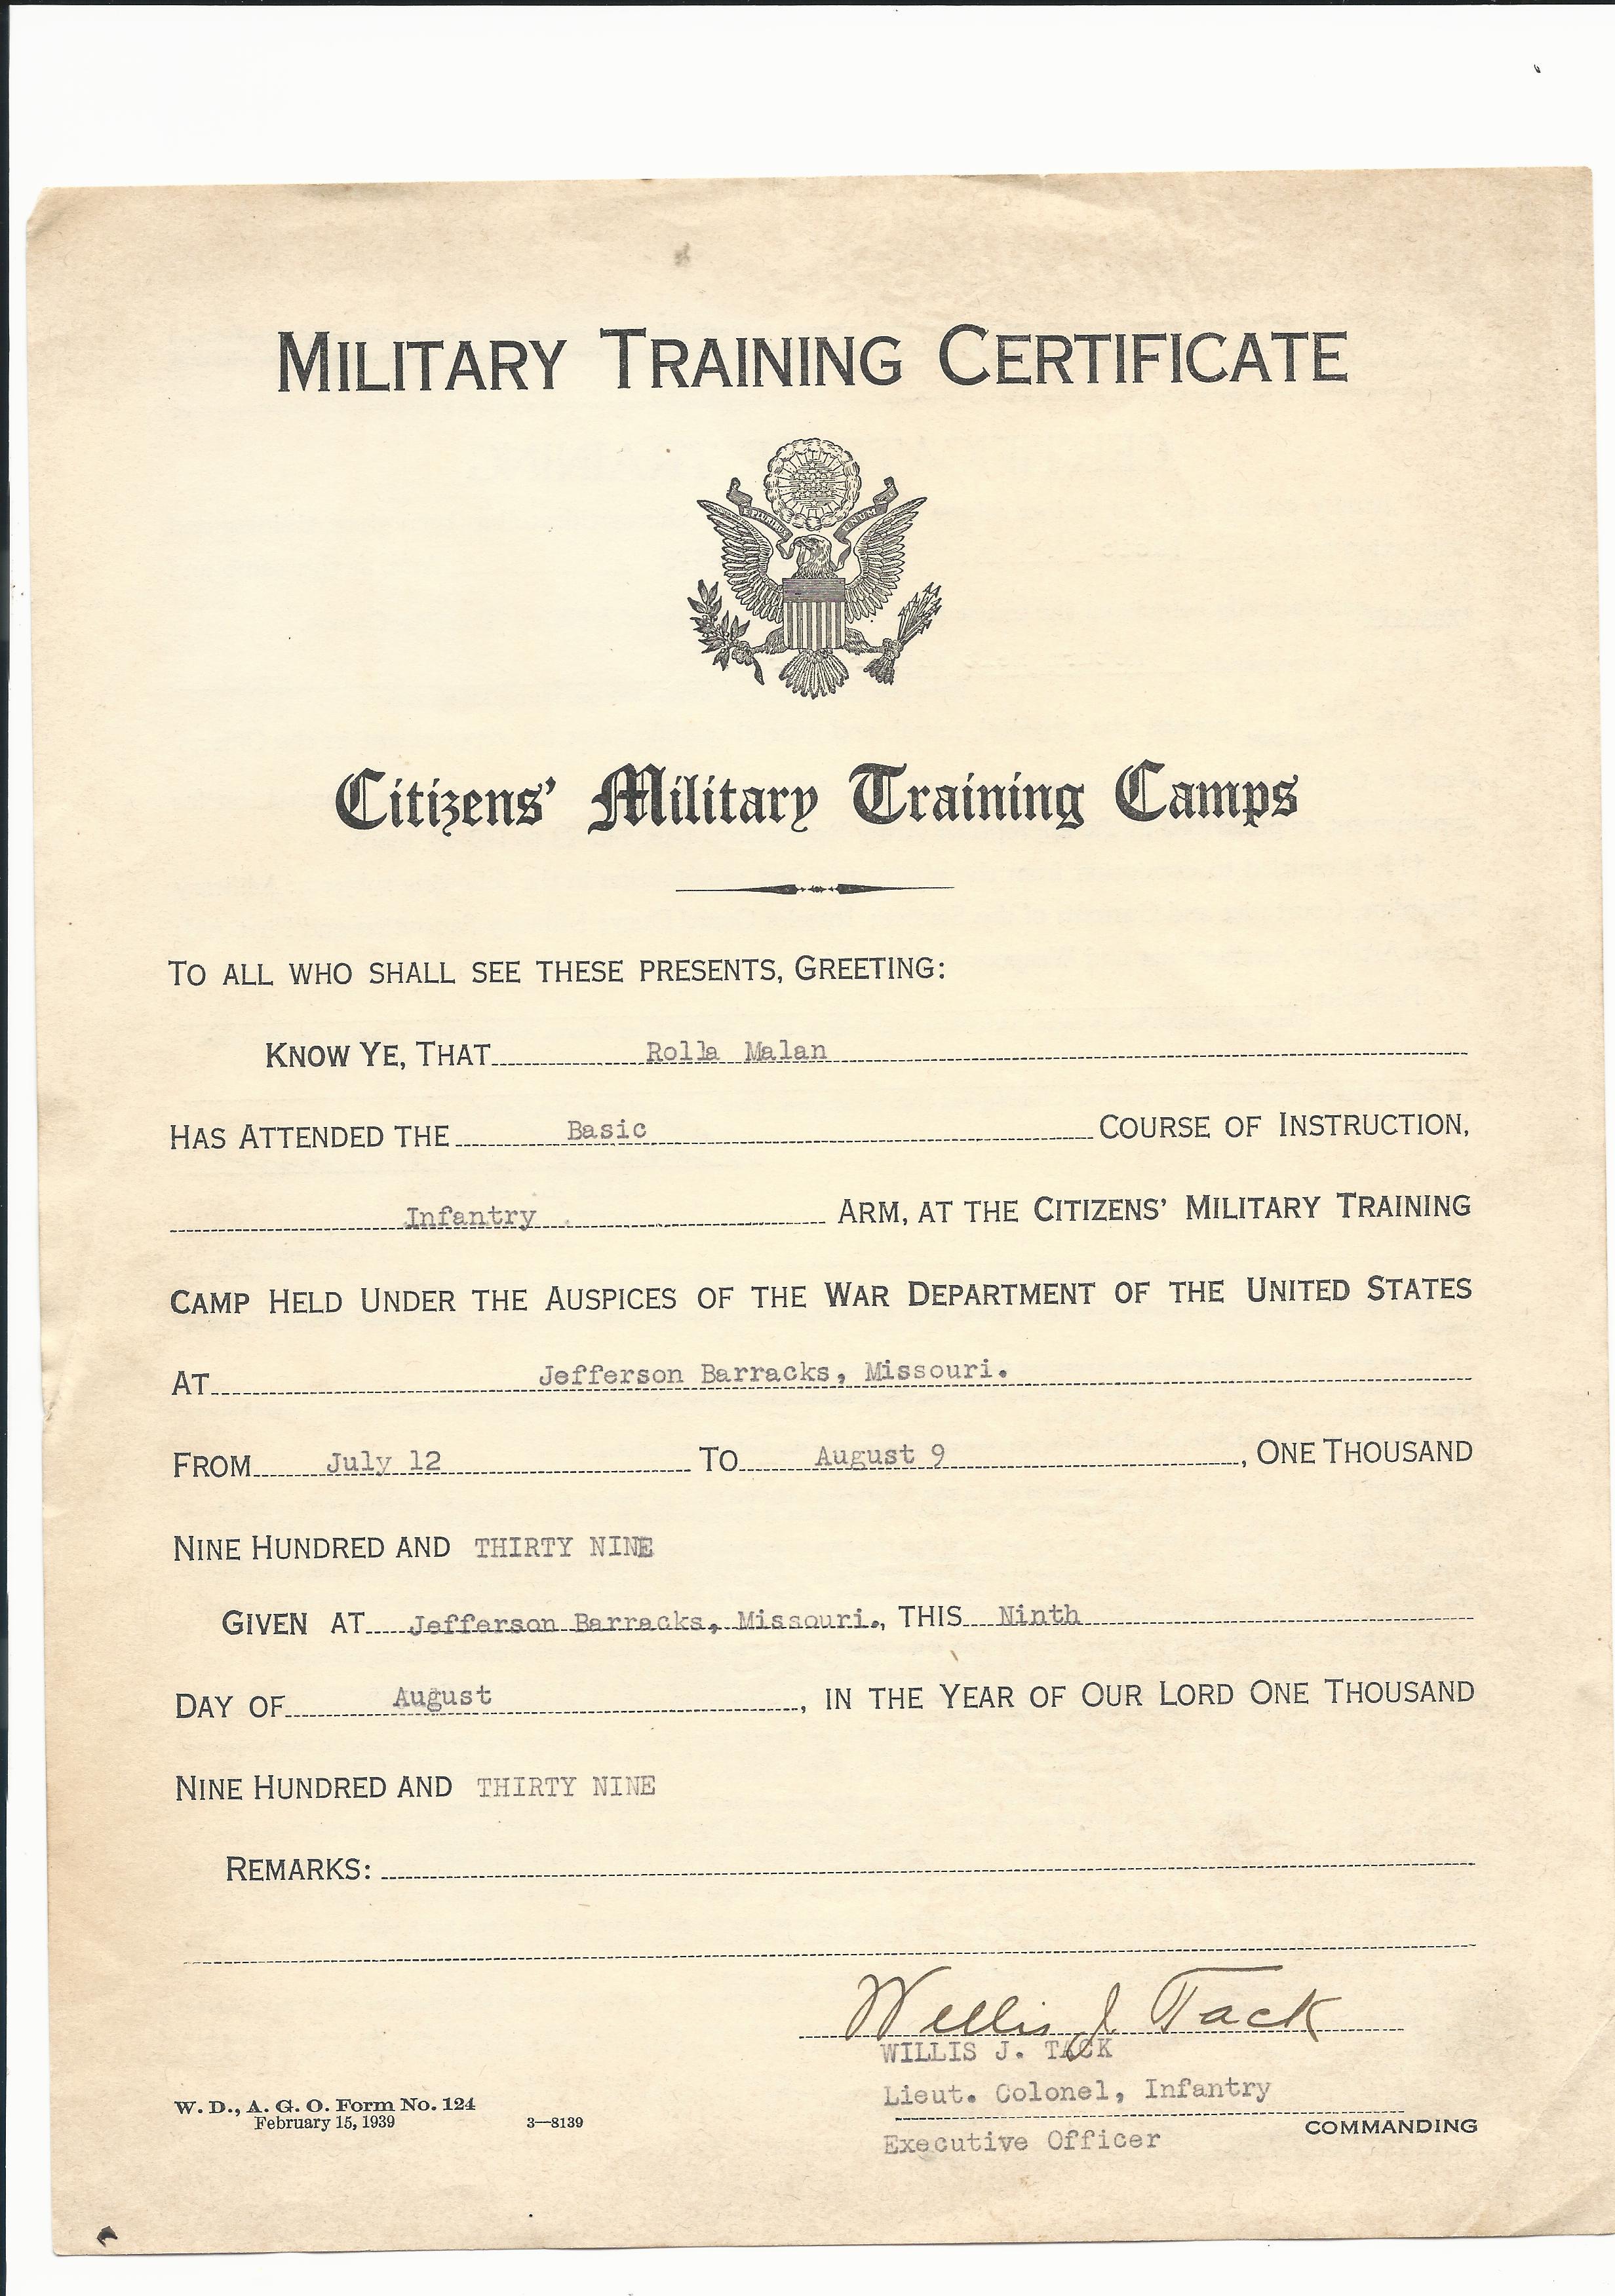 MILITARY TRAINING CERTIFICATE
E PLURIBUS UNUM
Citizens' Military Training Camps
TO ALL WHO SHALL SEE THESE PRESENTS, GREETING:
KNOW YE, THAT Rolla Malan
HAS ATTENDED THE Basic COURSE OF INSTRUCTION,
Infantry ARM, AT THE CITIZENS' MILITARY TRAINING
CAMP HELD UNDER THE AUSPICES OF THE WAR DEPARTMENT OF THE UNITED STATES
AT Jefferson Barracks, Missouri.
FROM July 12 TO August 9, ONE THOUSAND
NINE HUNDRED AND THIRTY NINE
GIVEN AT Jefferson Barracks, Missouri., THIS Ninth
DAY OF August, IN THE YEAR OF OUR LORD ONE THOUSAND
NINE HUNDRED AND THIRTY NINE
REMARKS:
Willis J Tack
WILLIS J. TACK
Lieut. Colonel, Infantry
Executive Officer COMMANDING
W. D., A. G. O. Form No. 124
February 15, 1939 3—8139